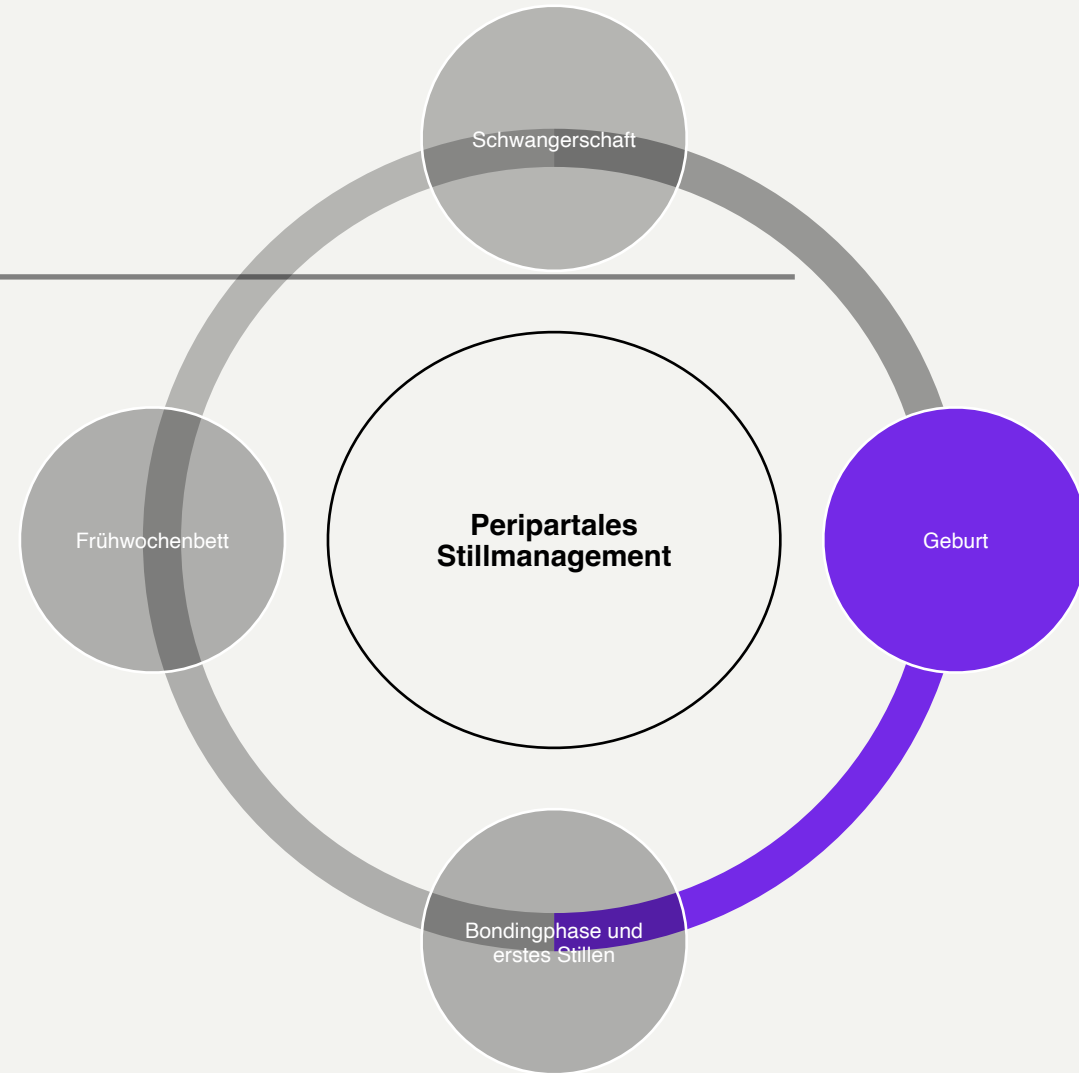 Schwangerschaft
Frühwochenbett
Peripartales
Stillmanagement
Geburt
Bondingphase und
erstes Stillen